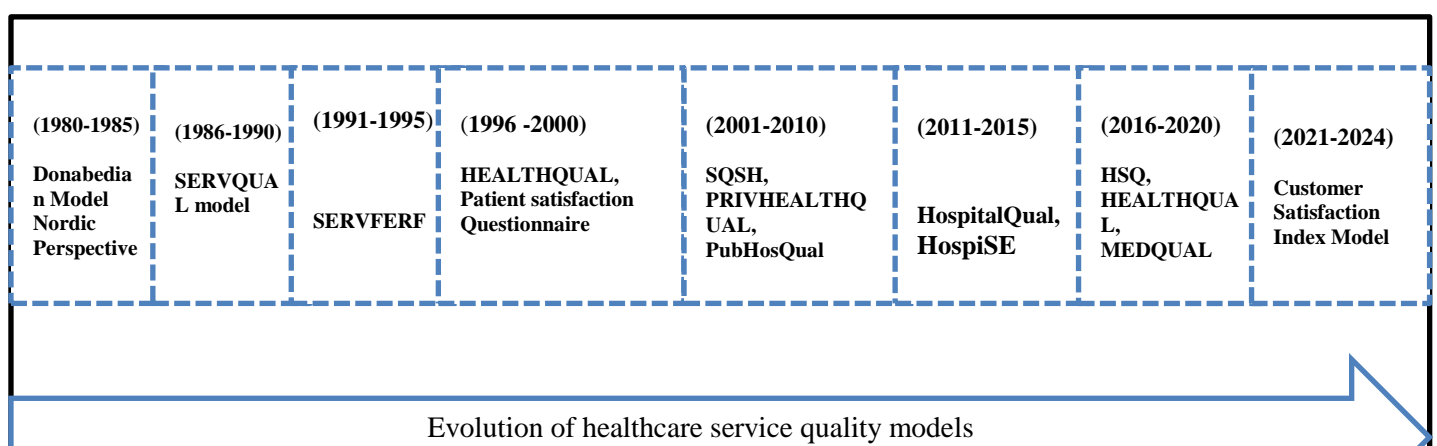 (1980-1985)
Donabedia
n Model
Nordic
Perspective
(1986-1990)
SERVQUA
L model
(1991-1995)
SERVFERF
(1996 -2000)
HEALTHQUAL,
Patient satisfaction
Questionnaire
(2001-2010)
SQSH,
PRIVHEALTHQ
UAL,
PubHosQual
(2011-2015)
HospitalQual,
HospiSE
(2016-2020)
HSQ,
HEALTHQUA
L,
MEDQUAL
(2021-2024)
Customer
Satisfaction
Index Model
Evolution of healthcare service quality models